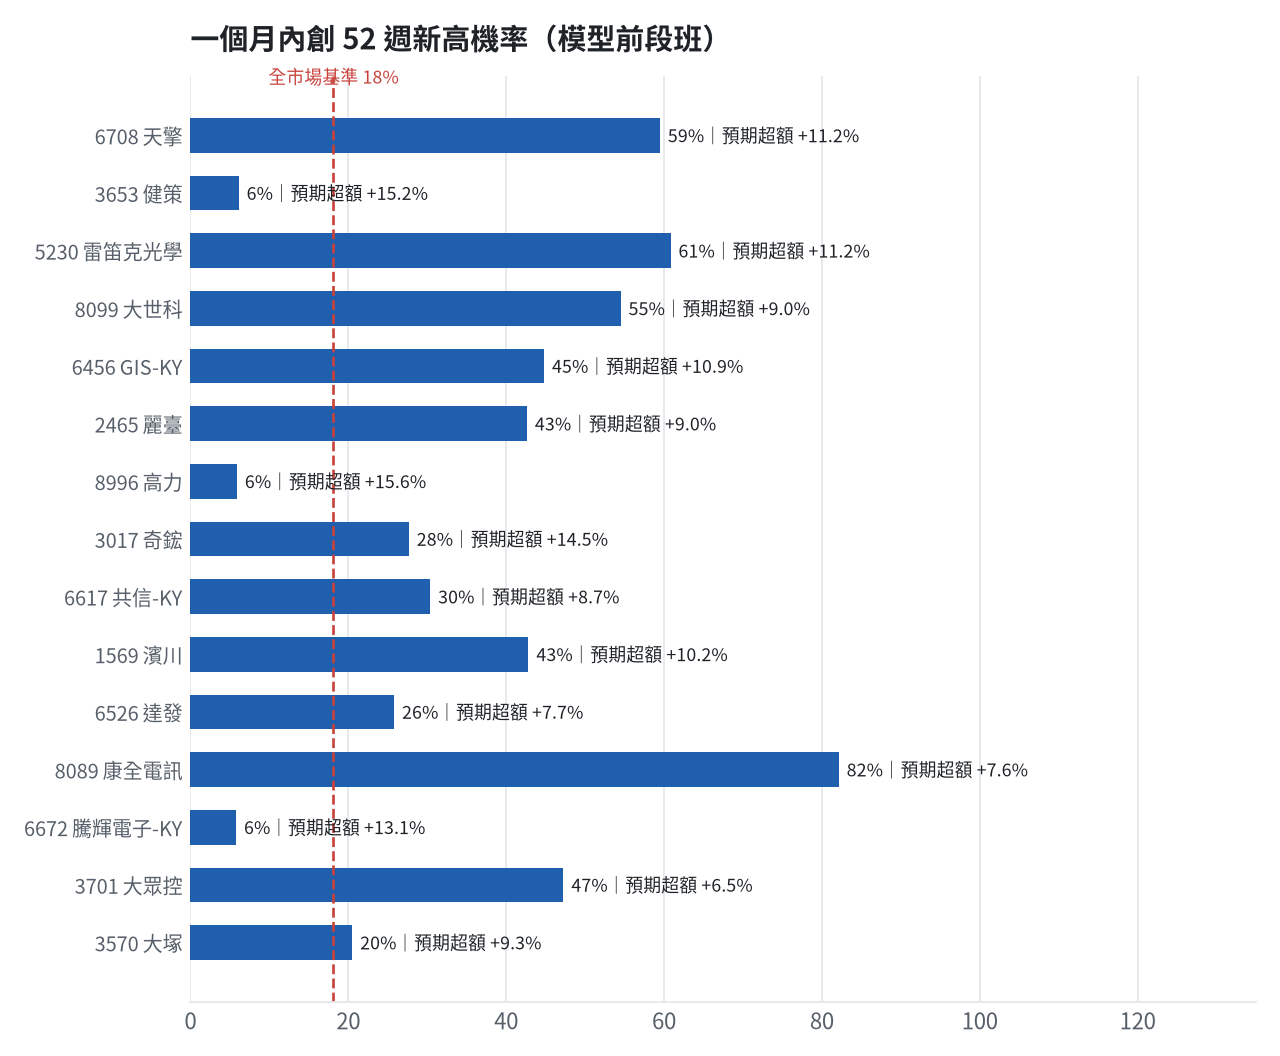 一個月內創 52 週新高機率（模型前段班）
全市場基準 18%
6708 天擎 59%｜預期超額 +11.2%
3653 健策 6%｜預期超額 +15.2%
5230 雷笛克光學 61%｜預期超額 +11.2%
8099 大世科 55%｜預期超額 +9.0%
6456 GIS-KY 45%｜預期超額 +10.9%
2465 麗臺 43%｜預期超額 +9.0%
8996 高力 6%｜預期超額 +15.6%
3017 奇鋐 28%｜預期超額 +14.5%
6617 共信-KY 30%｜預期超額 +8.7%
1569 濱川 43%｜預期超額 +10.2%
6526 達發 26%｜預期超額 +7.7%
8089 康全電訊 82%｜預期超額 +7.6%
6672 騰輝電子-KY 6%｜預期超額 +13.1%
3701 大眾控 47%｜預期超額 +6.5%
3570 大塚 20%｜預期超額 +9.3%
0 20 40 60 80 100 120